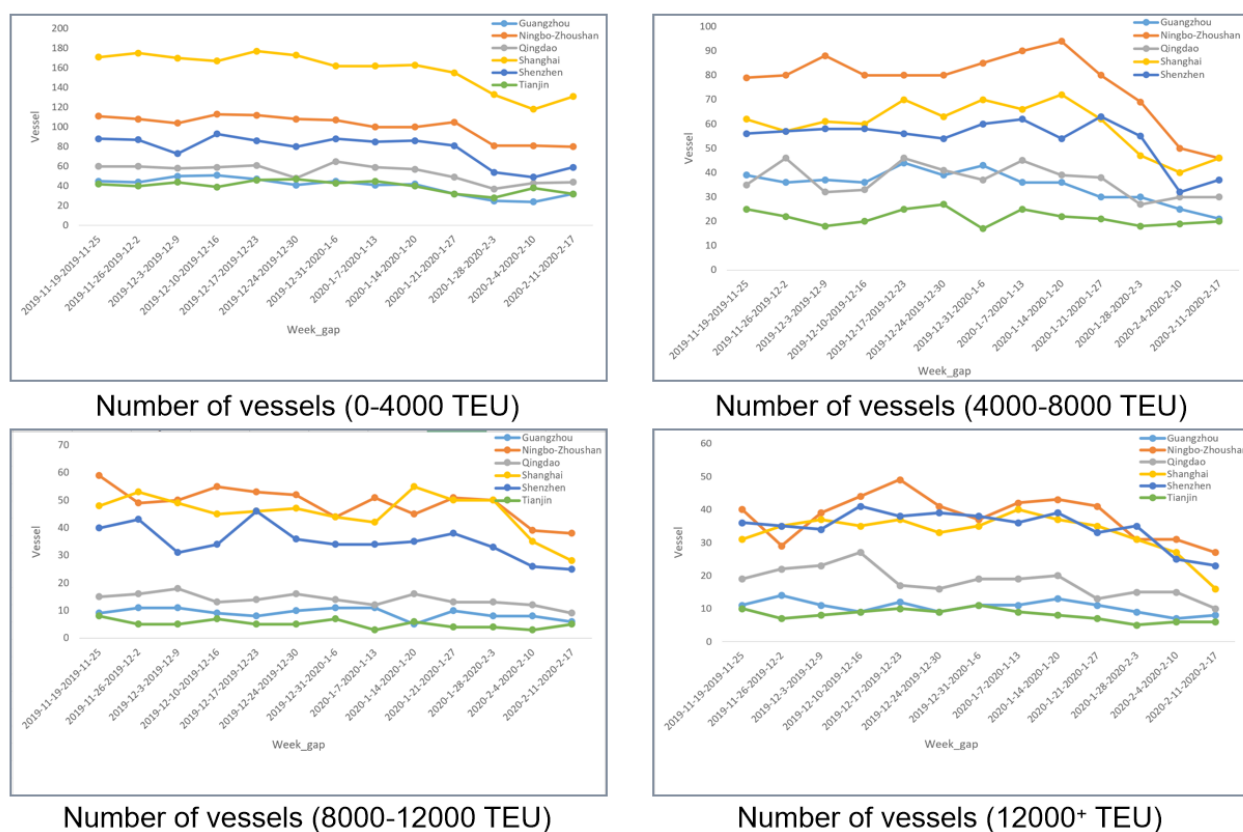 Guangzhou
Ningbo-Zhoushan
Qingdao
Shanghai
Shenzhen
Tianjin
200
180
160
140
120
100
80
60
40
20
0
Vessel
2019-11-19-2019-11-25
2019-11-26-2019-12-2
2019-12-3-2019-12-9
2019-12-10-2019-12-16
2019-12-17-2019-12-23
2019-12-24-2019-12-30
2019-12-31-2020-1-6
2020-1-7-2020-1-13
2020-1-14-2020-1-20
2020-1-21-2020-1-27
2020-1-28-2020-2-3
2020-2-4-2020-2-10
2020-2-11-2020-2-17
Week_gap
Number of vessels (0-4000 TEU)
Guangzhou
Ningbo-Zhoushan
Qingdao
Shanghai
Shenzhen
100
90
80
70
60
50
40
30
20
10
0
Vessel
2019-11-19-2019-11-25
2019-11-26-2019-12-2
2019-12-3-2019-12-9
2019-12-10-2019-12-16
2019-12-17-2019-12-23
2019-12-24-2019-12-30
2019-12-31-2020-1-6
2020-1-7-2020-1-13
2020-1-14-2020-1-20
2020-1-21-2020-1-27
2020-1-28-2020-2-3
2020-2-4-2020-2-10
2020-2-11-2020-2-17
Week_gap
Number of vessels (4000-8000 TEU)
Guangzhou
Ningbo-Zhoushan
Qingdao
Shanghai
Shenzhen
Tianjin
70
60
50
40
30
20
10
0
Vessel
2019-11-19-2019-11-25
2019-11-26-2019-12-2
2019-12-3-2019-12-9
2019-12-10-2019-12-16
2019-12-17-2019-12-23
2019-12-24-2019-12-30
2019-12-31-2020-1-6
2020-1-7-2020-1-13
2020-1-14-2020-1-20
2020-1-21-2020-1-27
2020-1-28-2020-2-3
2020-2-4-2020-2-10
2020-2-11-2020-2-17
Week_gap
Number of vessels (8000-12000 TEU)
Guangzhou
Ningbo-Zhoushan
Qingdao
Shanghai
Shenzhen
Tianjin
60
50
40
30
20
10
0
Vessel
2019-11-19-2019-11-25
2019-11-26-2019-12-2
2019-12-3-2019-12-9
2019-12-10-2019-12-16
2019-12-17-2019-12-23
2019-12-24-2019-12-30
2019-12-31-2020-1-6
2020-1-7-2020-1-13
2020-1-14-2020-1-20
2020-1-21-2020-1-27
2020-1-28-2020-2-3
2020-2-4-2020-2-10
2020-2-11-2020-2-17
Week_gap
Number of vessels (12000⁺ TEU)